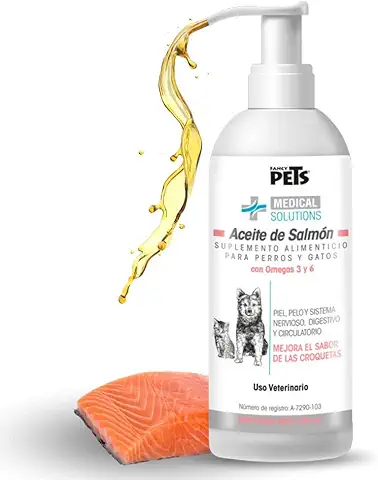 FANCY
PETS
MEDICAL
SOLUTIONS
Aceite de Salmón
SUPLEMENTO ALIMENTICIO
PARA PERROS Y GATOS
con Omegas 3 y 6
PIEL, PELO Y SISTEMA
NERVIOSO, DIGESTIVO
Y CIRCULATORIO
MEJORA EL SABOR
DE LAS CROQUETAS
Uso Veterinario
Número de registro: A-7290-103